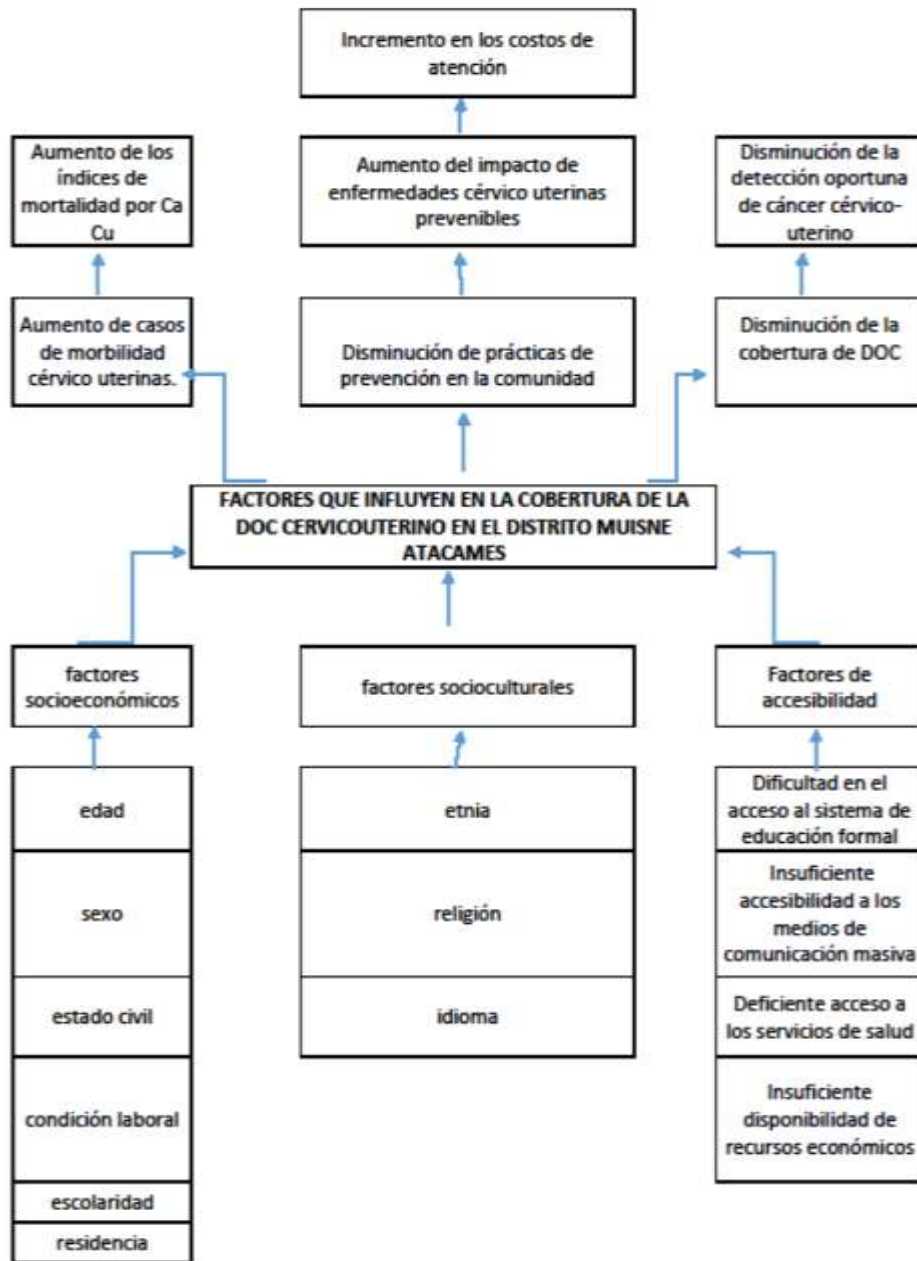 Incremento en los costos de
atención
Aumento de los
índices de
mortalidad por Ca
Cu
Aumento del impacto de
enfermedades cérvico uterinas
prevenibles
Disminución de la
detección oportuna
de cáncer cérvico-
uterino
Aumento de casos
de morbilidad
cérvico uterinas.
Disminución de prácticas de
prevención en la comunidad
Disminución de la
cobertura de DOC
FACTORES QUE INFLUYEN EN LA COBERTURA DE LA
DOC CERVICOUTERINO EN EL DISTRITO MUISNE
ATACAMES
factores
socioeconómicos
factores socioculturales
Factores de
accesibilidad
edad
etnia
Dificultad en el
acceso al sistema de
educación formal
sexo
religión
Insuficiente
accesibilidad a los
medios de
comunicación masiva
estado civil
idioma
Deficiente acceso a
los servicios de salud
condición laboral
Insuficiente
disponibilidad de
recursos económicos
escolaridad
residencia